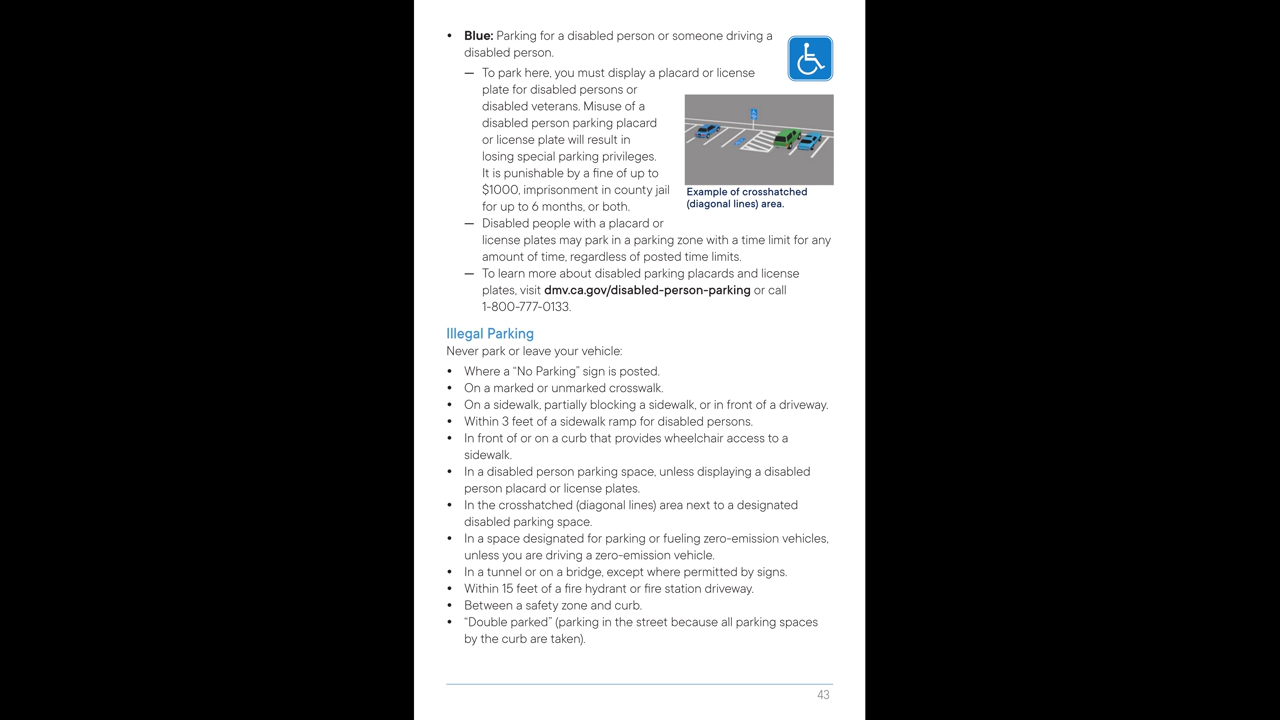 • Blue: Parking for a disabled person or someone driving a
disabled person.
— To park here, you must display a placard or license
plate for disabled persons or
disabled veterans. Misuse of a
disabled person parking placard
or license plate will result in
losing special parking privileges.
It is punishable by a fine of up to
$1000, imprisonment in county jail
for up to 6 months, or both.
Example of crosshatched
(diagonal lines) area.
— Disabled people with a placard or
license plates may park in a parking zone with a time limit for any
amount of time, regardless of posted time limits.
— To learn more about disabled parking placards and license
plates, visit dmv.ca.gov/disabled-person-parking or call
1-800-777-0133.
Illegal Parking
Never park or leave your vehicle:
• Where a “No Parking” sign is posted.
• On a marked or unmarked crosswalk.
• On a sidewalk, partially blocking a sidewalk, or in front of a driveway.
• Within 3 feet of a sidewalk ramp for disabled persons.
• In front of or on a curb that provides wheelchair access to a
sidewalk.
• In a disabled person parking space, unless displaying a disabled
person placard or license plates.
• In the crosshatched (diagonal lines) area next to a designated
disabled parking space.
• In a space designated for parking or fueling zero-emission vehicles,
unless you are driving a zero-emission vehicle.
• In a tunnel or on a bridge, except where permitted by signs.
• Within 15 feet of a fire hydrant or fire station driveway.
• Between a safety zone and curb.
• “Double parked” (parking in the street because all parking spaces
by the curb are taken).
43